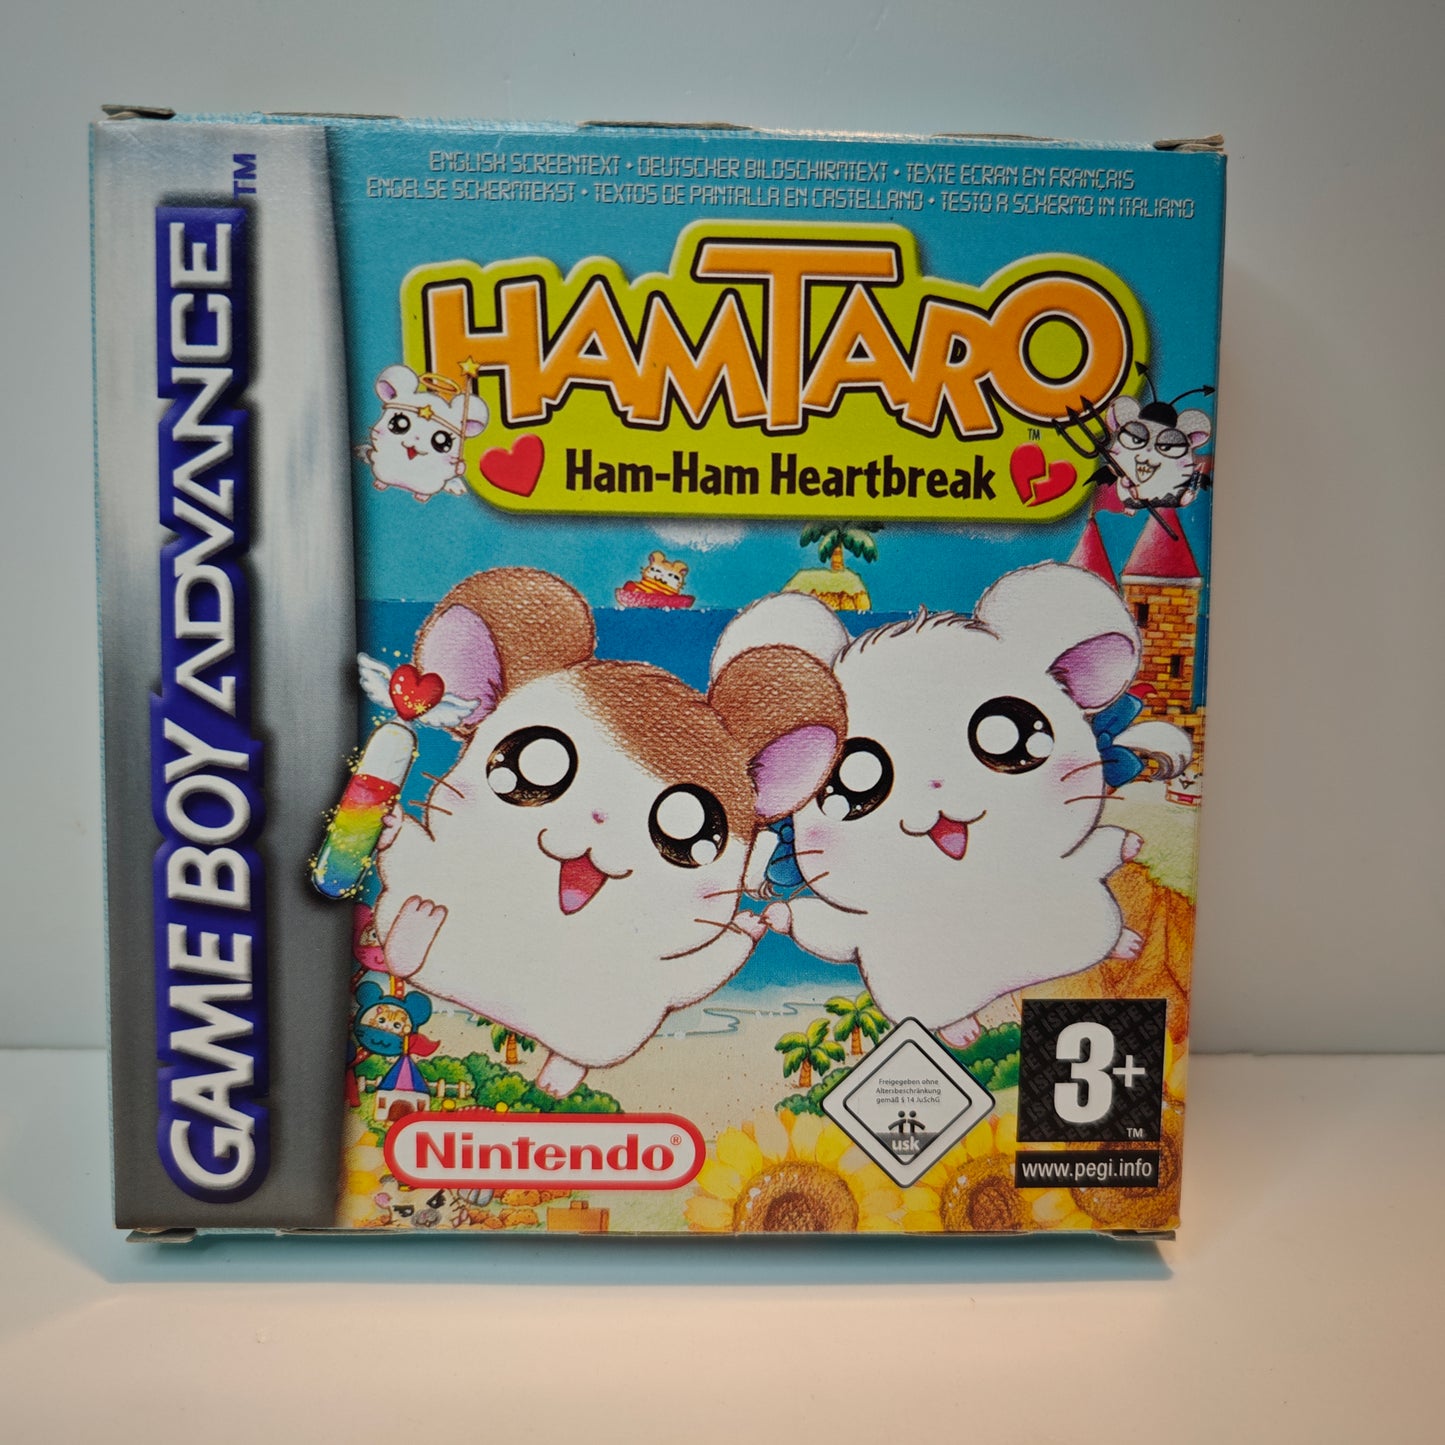 GAME BOY ADVANCE™
ENGLISH SCREENTEXT • DEUTSCHER BILDSCHIRMTEXT • TEXTE ECRAN EN FRANÇAIS
ENGELSE SCHERMTEKST • TEXTOS DE PANTALLA EN CASTELLANO • TESTO A SCHERMO IN ITALIANO
HAMTARO
™
Ham-Ham Heartbreak
Nintendo®
Freigegeben ohne
Altersbeschränkung
gemäß § 14 JuSchG
usk
3+
™
www.pegi.info